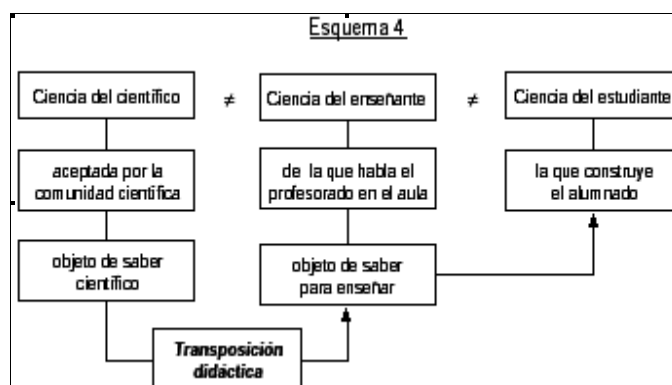 Esquema 4
Ciencia del científico
≠
Ciencia del enseñante
≠
Ciencia del estudiante
aceptada por la
comunidad científica
de la que habla el
profesorado en el aula
la que construye
el alumnado
objeto de saber
científico
objeto de saber
para enseñar
Transposición
didáctica